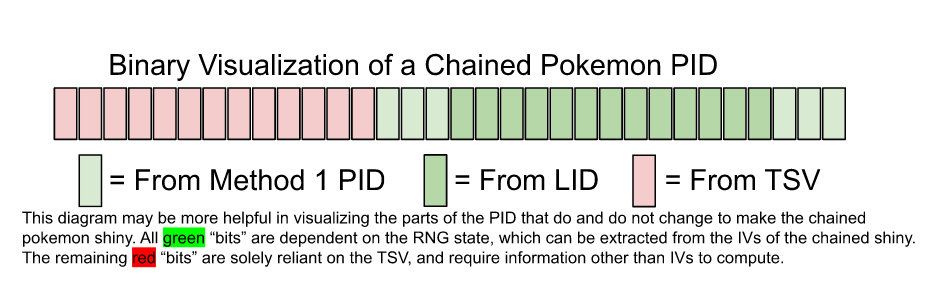 Binary Visualization of a Chained Pokemon PID
= From Method 1 PID = From LID = From TSV
This diagram may be more helpful in visualizing the parts of the PID that do and do not change to make the chained
pokemon shiny. All green “bits” are dependent on the RNG state, which can be extracted from the IVs of the chained shiny.
The remaining red “bits” are solely reliant on the TSV, and require information other than IVs to compute.